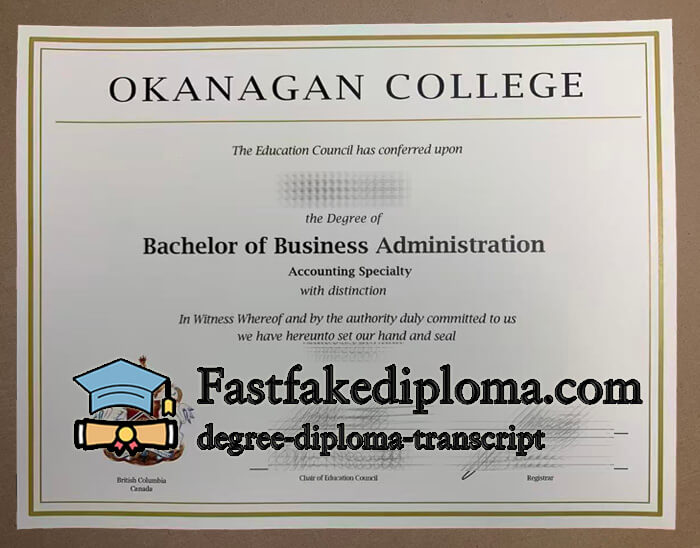 OKANAGAN COLLEGE
The Education Council has conferred upon
the Degree of
Bachelor of Business Administration
Accounting Specialty
with distinction
In Witness Whereof and by the authority duly committed to us
we have hereunto set our hand and seal
Fastfakediploma.com
degree-diploma-transcript
British Columbia
Canada
Chair of Education Council
Registrar